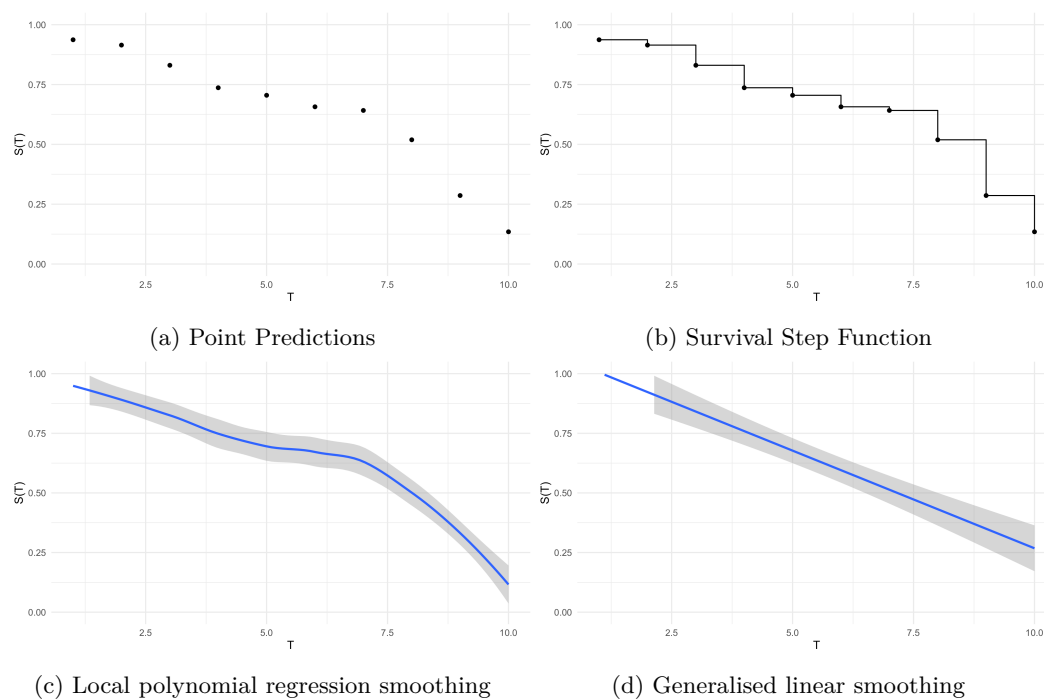 1.00
0.75
0.50
0.25
0.00
S(T)
2.5 5.0 7.5 10.0
T
(a) Point Predictions
1.00
0.75
0.50
0.25
0.00
S(T)
2.5 5.0 7.5 10.0
T
(b) Survival Step Function
1.00
0.75
0.50
0.25
0.00
S(T)
2.5 5.0 7.5 10.0
T
(c) Local polynomial regression smoothing
1.00
0.75
0.50
0.25
0.00
S(T)
2.5 5.0 7.5 10.0
T
(d) Generalised linear smoothing